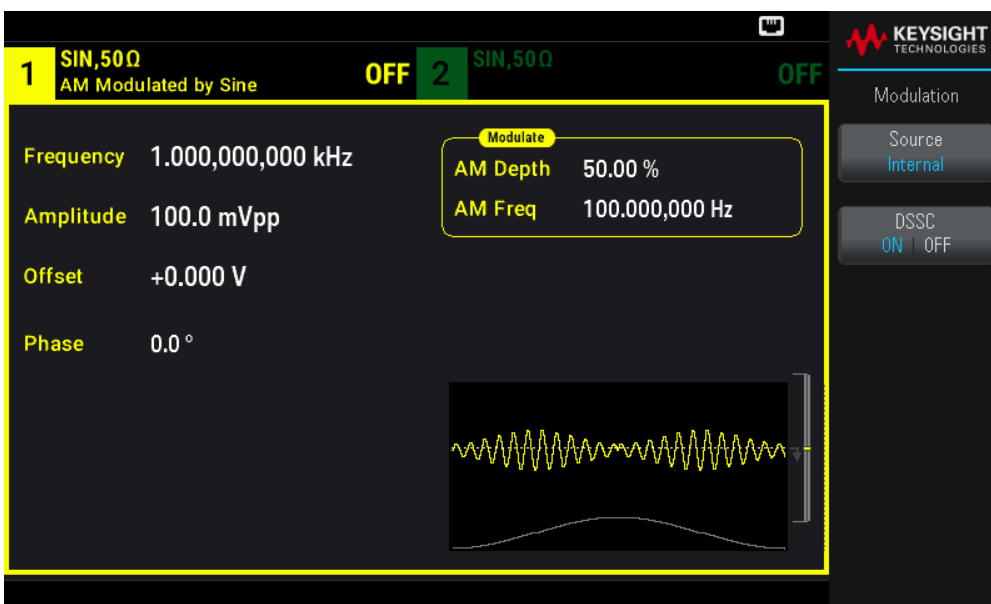 KEYSIGHT
TECHNOLOGIES
1 SIN,50Ω OFF
AM Modulated by Sine
2 SIN,50Ω OFF
Modulation
Source
Internal
DSSC
ON | OFF
Frequency 1.000,000,000 kHz
Amplitude 100.0 mVpp
Offset +0.000 V
Phase 0.0 °
Modulate
AM Depth 50.00 %
AM Freq 100.000,000 Hz